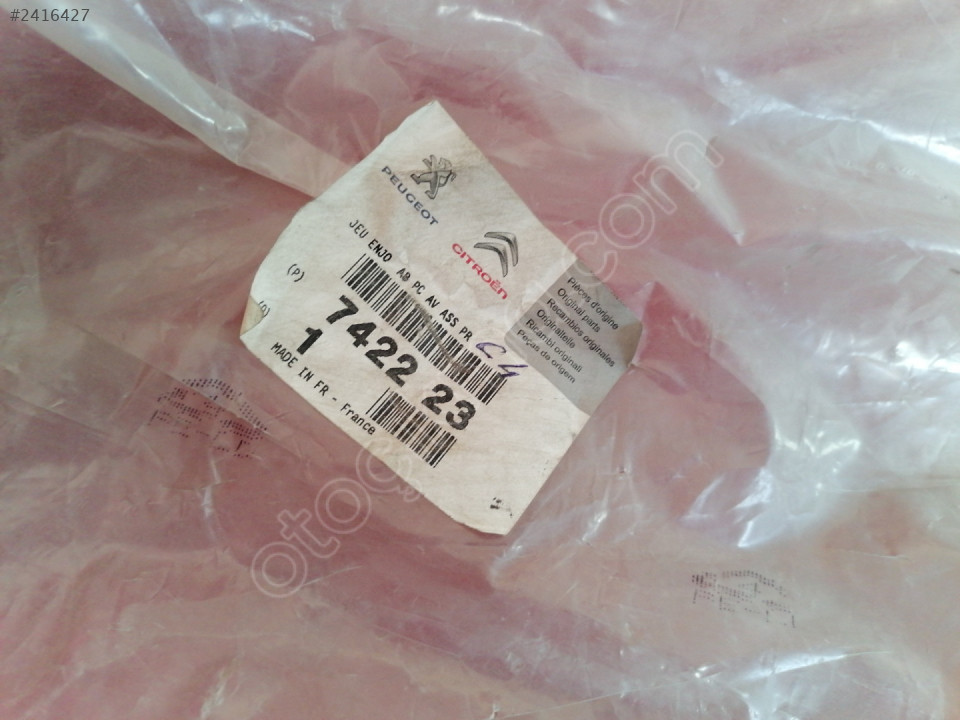 #2416427
PEUGEOT
CITROËN
Pièces d'origine
Original parts
Recambios originales
Originalteile
Ricambi originali
Peças de origem
JEU ENJO AB PC AV ASS PR
C4
(P)
(Q)
7422 23
1
MADE IN FR - France